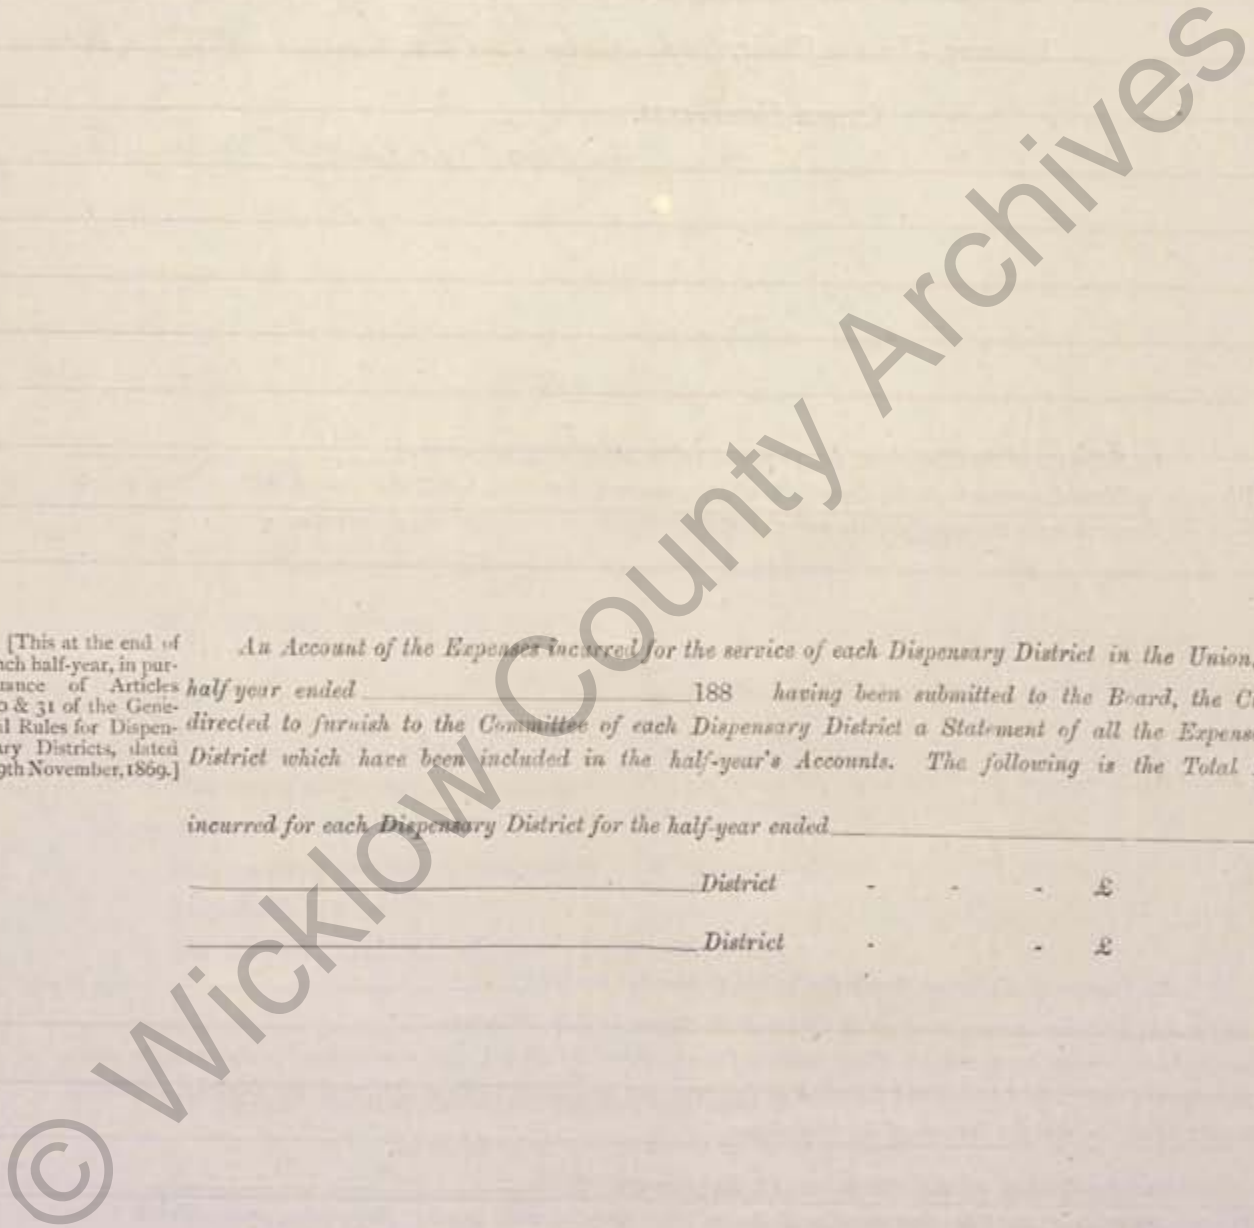 [This at the end of
ch half-year, in pur-
ance of Articles
0 & 31 of the Gene-
l Rules for Dispen-
ry Districts, dated
9th November, 1869.]
An Account of the Expenses incurred for the service of each Dispensary District in the Union,
half year ended 188 having been submitted to the Board, the C
directed to furnish to the Committee of each Dispensary District a Statement of all the Expens
District which have been included in the half-year's Accounts. The following is the Total
incurred for each Dispensary District for the half-year ended
District - - - £
District - - £
© Wicklow County Archives